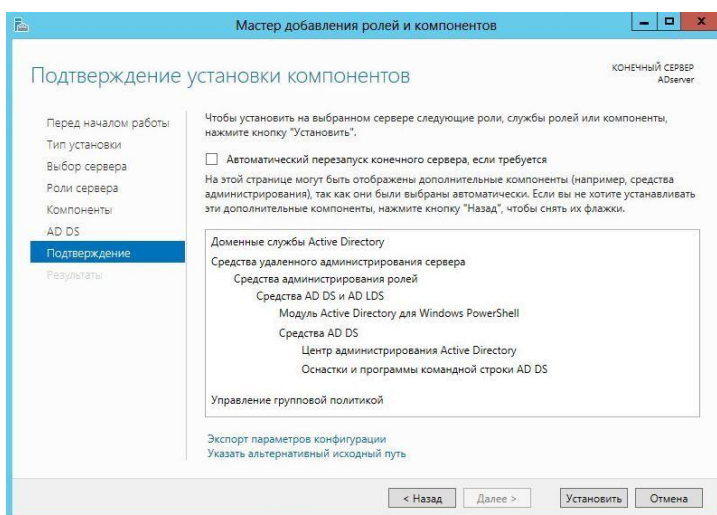 Мастер добавления ролей и компонентов
Подтверждение установки компонентов
КОНЕЧНЫЙ СЕРВЕР
ADserver
Перед началом работы
Тип установки
Выбор сервера
Роли сервера
Компоненты
AD DS
Подтверждение
Результаты
Чтобы установить на выбранном сервере следующие роли, службы ролей или компоненты,
нажмите кнопку "Установить".
Автоматический перезапуск конечного сервера, если требуется
На этой странице могут быть отображены дополнительные компоненты (например, средства
администрирования), так как они были выбраны автоматически. Если вы не хотите устанавливать
эти дополнительные компоненты, нажмите кнопку "Назад", чтобы снять их флажки.
Доменные службы Active Directory
Средства удаленного администрирования сервера
Средства администрирования ролей
Средства AD DS и AD LDS
Модуль Active Directory для Windows PowerShell
Средства AD DS
Центр администрирования Active Directory
Оснастки и программы командной строки AD DS
Управление групповой политикой
Экспорт параметров конфигурации
Указать альтернативный исходный путь
< Назад
Далее >
Установить
Отмена